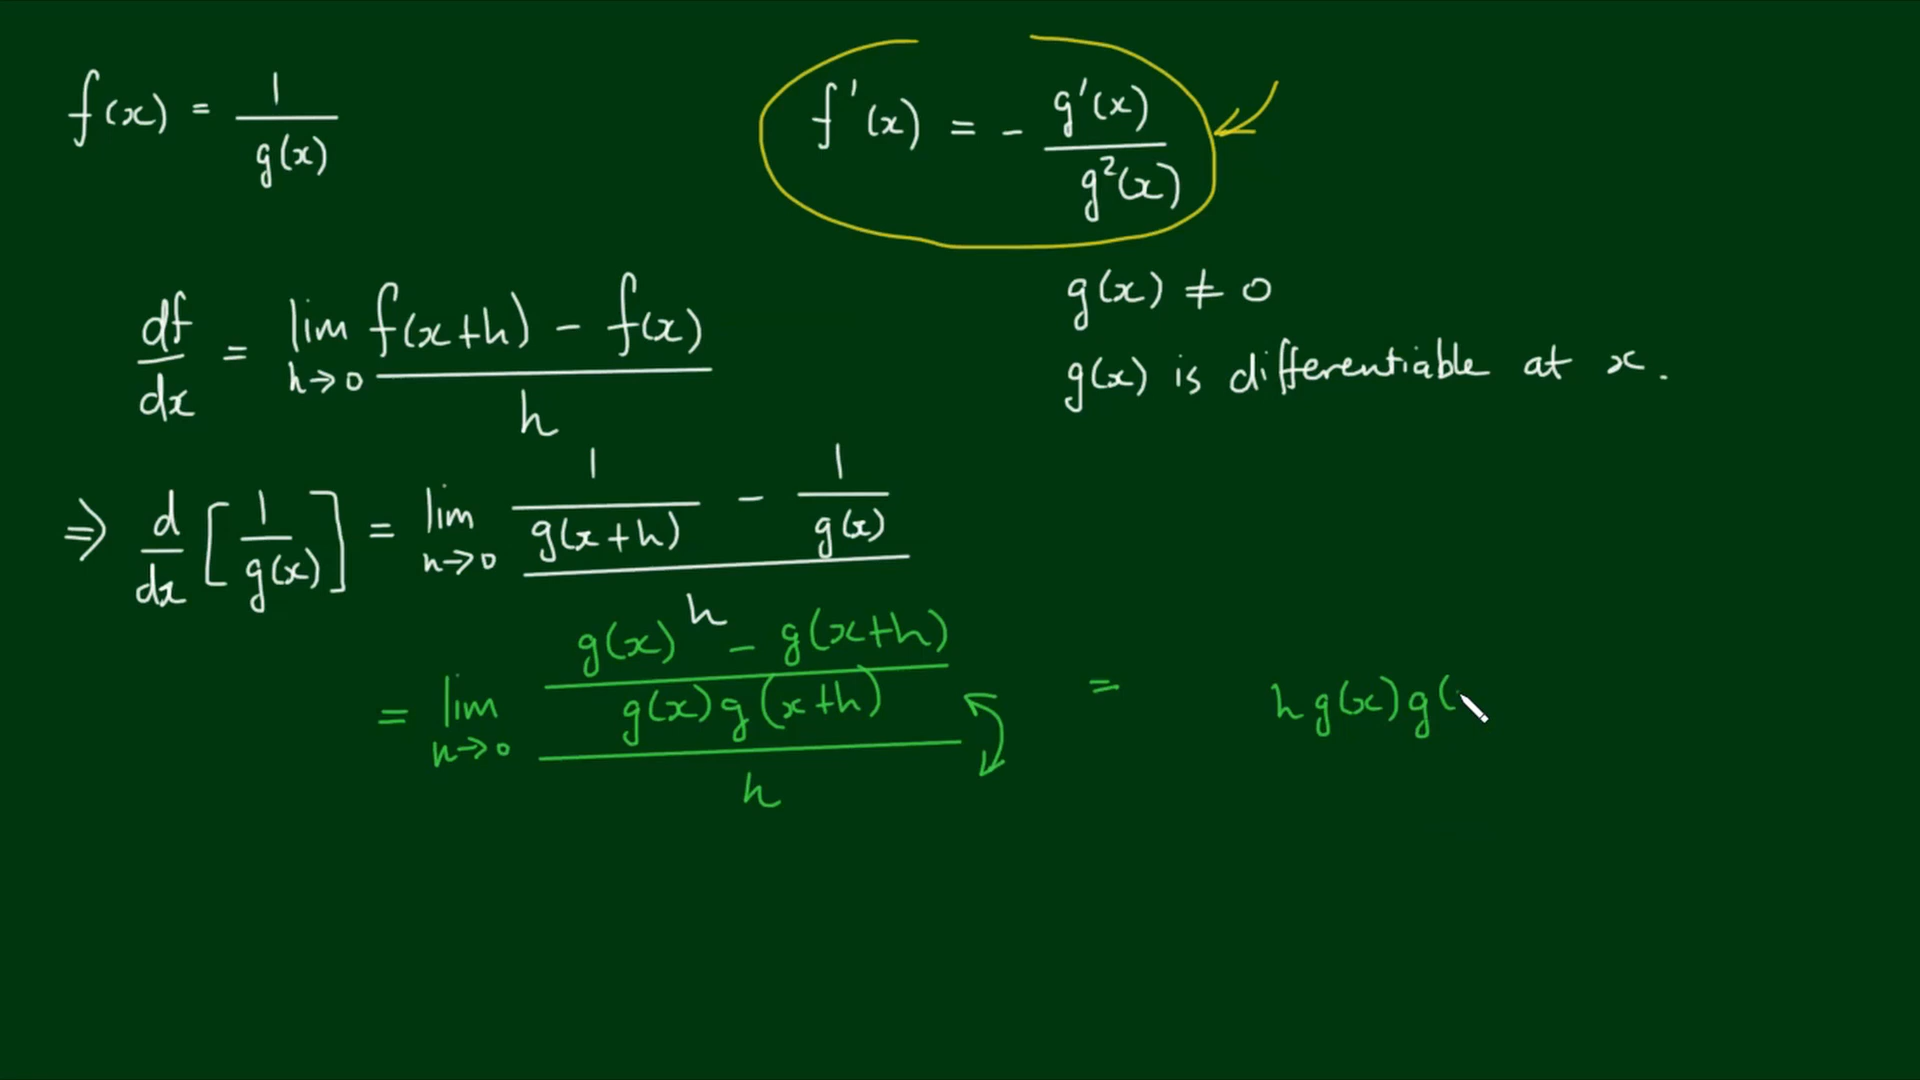 f(x) = 1/g(x)
f'(x) = - g'(x)/g²(x)
df/dx = lim h→0 (f(x+h) - f(x))/h
g(x) ≠ 0
g(x) is differentiable at x.
⇒ d/dx [1/g(x)] = lim h→0 (1/g(x+h) - 1/g(x))/h
= lim h→0 ((g(x) - g(x+h))/(g(x)g(x+h)))/h = h g(x) g(